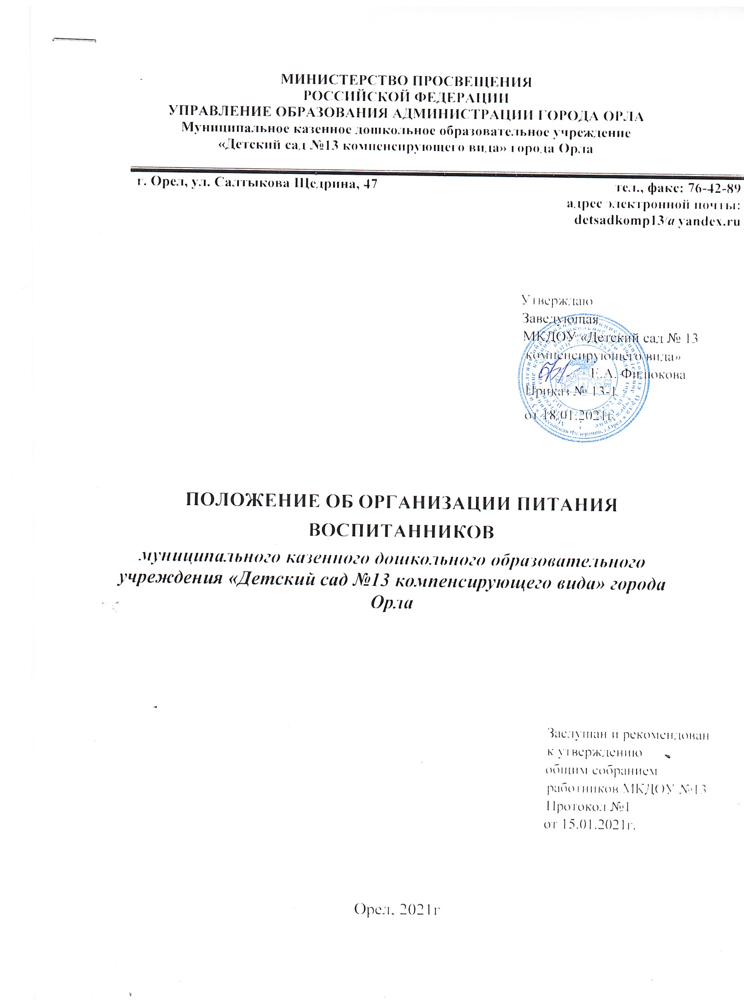 МИНИСТЕРСТВО ПРОСВЕЩЕНИЯ
РОССИЙСКОЙ ФЕДЕРАЦИИ
УПРАВЛЕНИЕ ОБРАЗОВАНИЯ АДМИНИСТРАЦИИ ГОРОДА ОРЛА
Муниципальное казенное дошкольное образовательное учреждение
«Детский сад №13 компенсирующего вида» города Орла
г. Орел, ул. Салтыкова Щедрина, 47
тел., факс: 76-42-89
адрес электронной почты:
detsadkomp13@yandex.ru
Утверждаю
Заведующая
МКДОУ «Детский сад № 13
компенсирующего вида»
Е.А. Филюкова
Приказ № 13-1
от 18.01.2021г.
ПОЛОЖЕНИЕ ОБ ОРГАНИЗАЦИИ ПИТАНИЯ
ВОСПИТАННИКОВ
муниципального казенного дошкольного образовательного
учреждения «Детский сад №13 компенсирующего вида» города
Орла
Заслушан и рекомендован
к утверждению
общим собранием
работников МКДОУ №13
Протокол №1
от 15.01.2021г.
Орел, 2021г